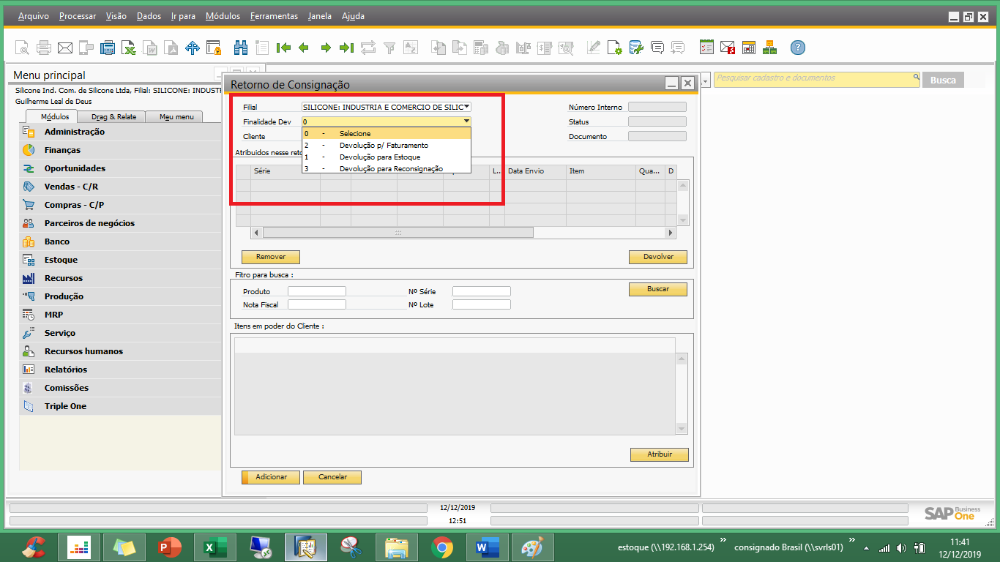 Arquivo Processar Visão Dados Ir para Módulos Ferramentas Janela Ajuda
Menu principal
Silicone Ind. Com. de Silicone Ltda, Filial: SILICONE: INDUSTRI
Guilherme Leal de Deus
Módulos Drag & Relate Meu menu
Administração
Finanças
Oportunidades
Vendas - C/R
Compras - C/P
Parceiros de negócios
Banco
Estoque
Recursos
Produção
MRP
Serviço
Recursos humanos
Relatórios
Comissões
Triple One
Pesquisar cadastro e documentos Busca
Retorno de Consignação
Filial SILICONE: INDUSTRIA E COMERCIO DE SILIC Número Interno
Finalidade Dev 0 Status
Cliente Documento
0 - Selecione
2 - Devolução p/ Faturamento
1 - Devolução para Estoque
3 - Devolução para Reconsignação
Atribuidos nesse reto
Série L... Data Envio Item Qua... D
Remover Devolver
Fitro para busca :
Produto Nº Série Buscar
Nota Fiscal Nº Lote
Itens em poder do Cliente :
Atribuir
Adicionar Cancelar
12/12/2019
12:51
SAP Business One
estoque (\\192.168.1.254) » consignado Brasil (\\svrls01) » 11:41
12/12/2019